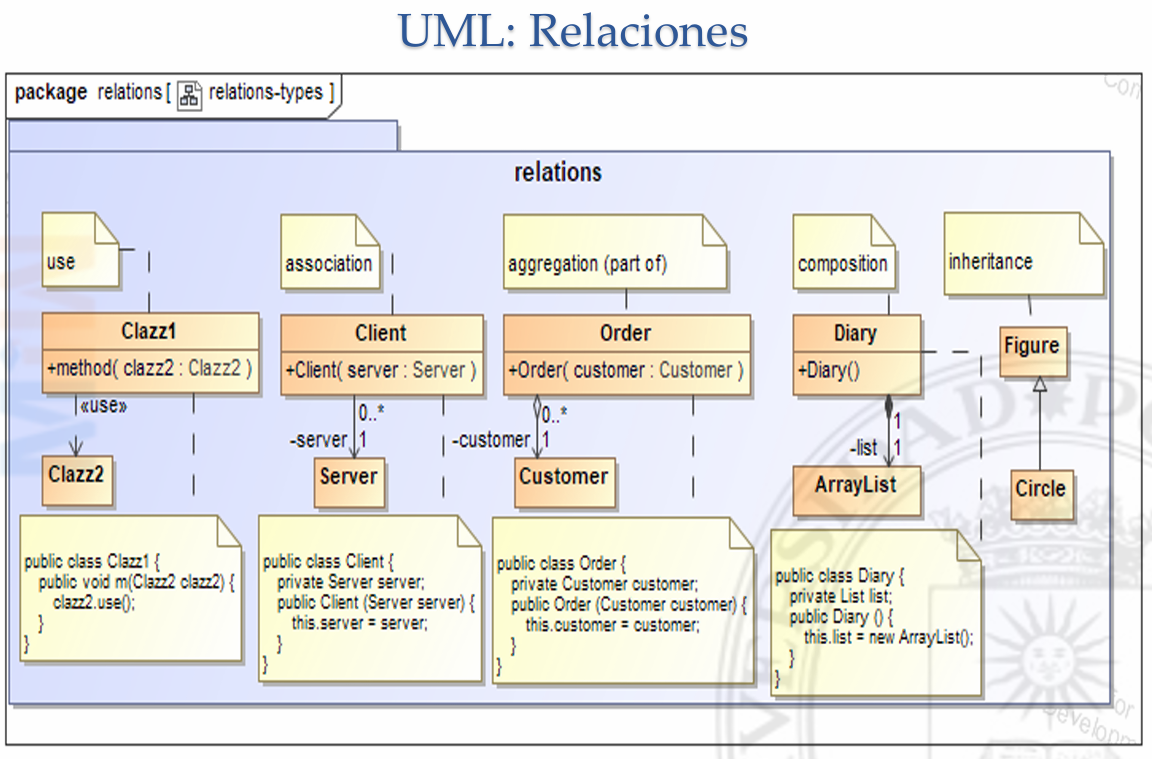 UML: Relaciones
package relations [ relations-types ]
relations
use
association
aggregation (part of)
composition
inheritance
Clazz1
+method( clazz2 : Clazz2 )
«use»
Clazz2
Client
+Client( server : Server )
0..*
-server
1
Server
Order
+Order( customer : Customer )
0..*
-customer
1
Customer
Diary
+Diary()
1
-list
1
ArrayList
Figure
Circle
public class Clazz1 {
public void m(Clazz2 clazz2) {
clazz2.use();
}
}
public class Client {
private Server server;
public Client (Server server) {
this.server = server;
}
}
public class Order {
private Customer customer;
public Order (Customer customer) {
this.customer = customer;
}
}
public class Diary {
private List list;
public Diary () {
this.list = new ArrayList();
}
}